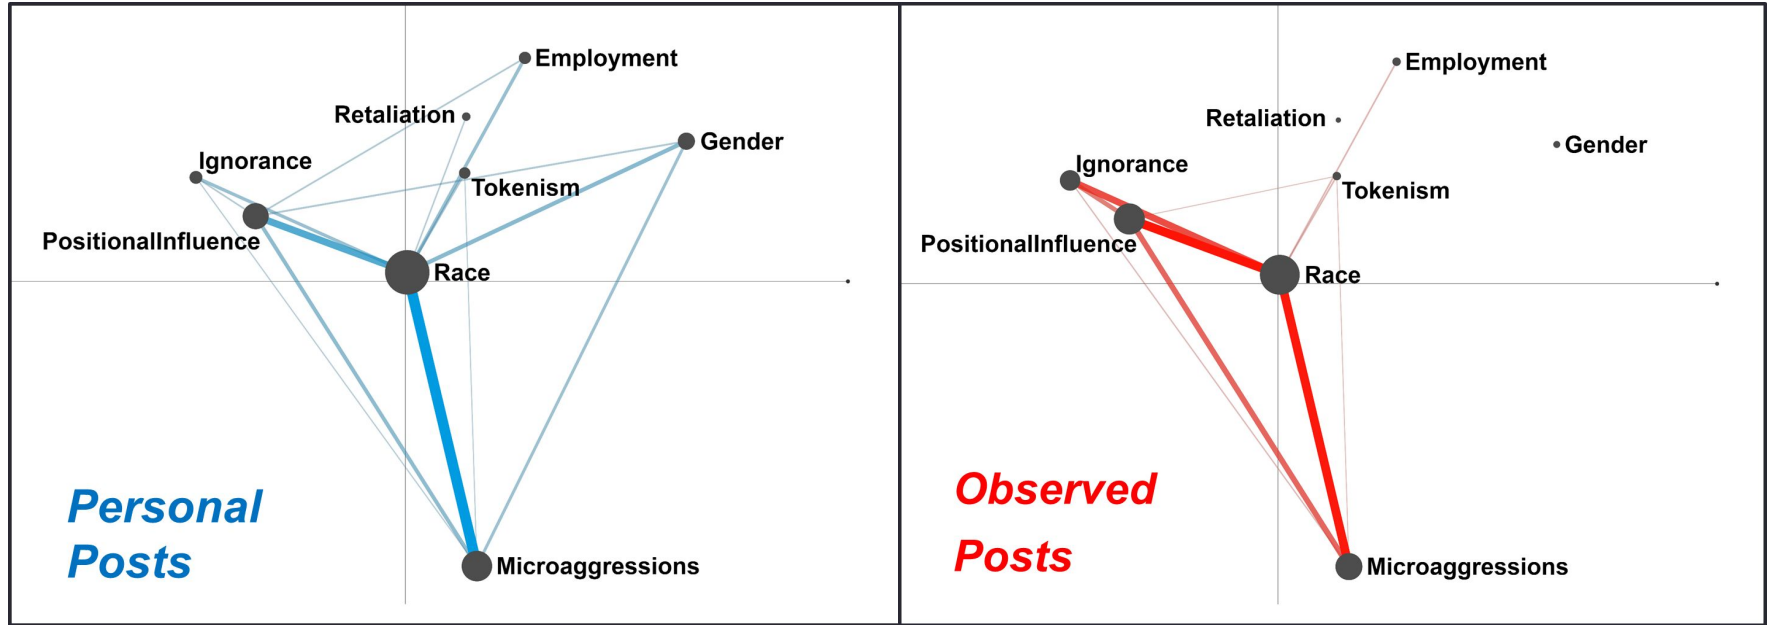 Employment
Retaliation
Gender
Ignorance
Tokenism
PositionalInfluence
Race
Personal
Posts
Microaggressions
Employment
Retaliation
Gender
Ignorance
Tokenism
PositionalInfluence
Race
Observed
Posts
Microaggressions